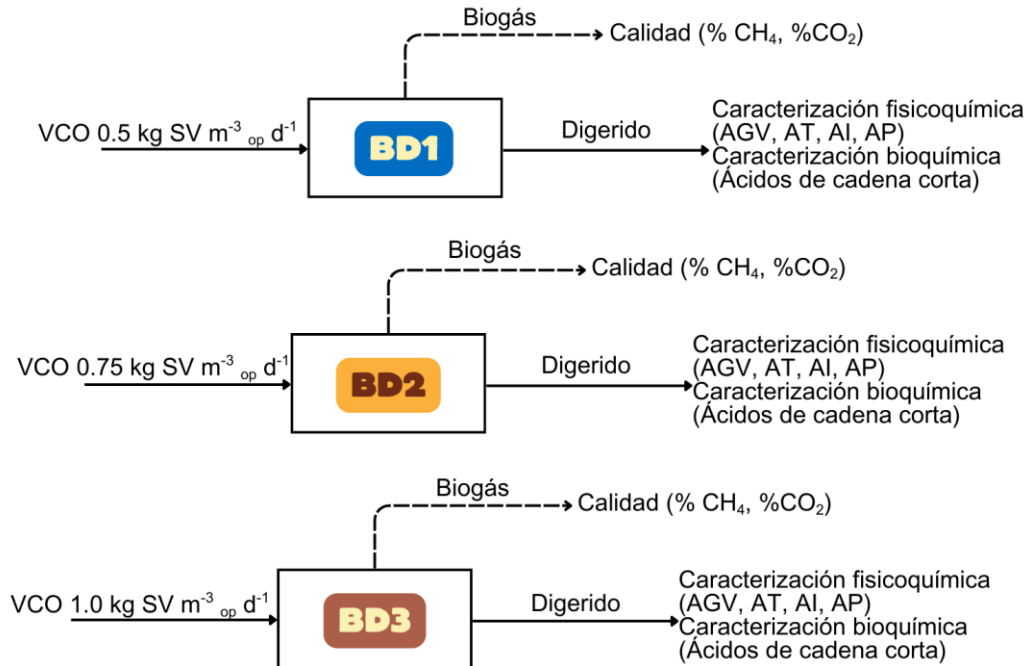 Biogás
Calidad (% CH₄, %CO₂)
VCO 0.5 kg SV m⁻³ ₒₚ d⁻¹
BD1
Digerido
Caracterización fisicoquímica
(AGV, AT, AI, AP)
Caracterización bioquímica
(Ácidos de cadena corta)
Biogás
Calidad (% CH₄, %CO₂)
VCO 0.75 kg SV m⁻³ ₒₚ d⁻¹
BD2
Digerido
Caracterización fisicoquímica
(AGV, AT, AI, AP)
Caracterización bioquímica
(Ácidos de cadena corta)
Biogás
Calidad (% CH₄, %CO₂)
VCO 1.0 kg SV m⁻³ ₒₚ d⁻¹
BD3
Digerido
Caracterización fisicoquímica
(AGV, AT, AI, AP)
Caracterización bioquímica
(Ácidos de cadena corta)